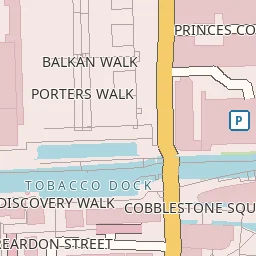 PRINCES CO
BALKAN WALK
PORTERS WALK
P
TOBACCO DOCK
DISCOVERY WALK
COBBLESTONE SQU
REARDON STREET